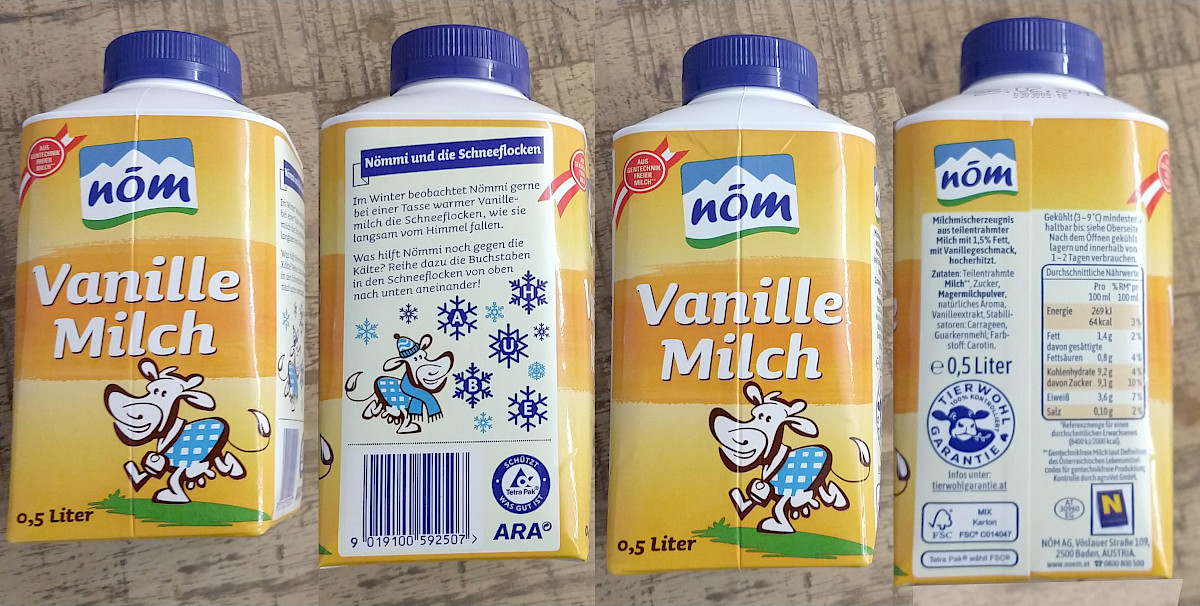 AUS
GENTECHNIK
FREIER
MILCH**
nōm
Vanille
Milch
0,5 Liter
Nömmi und die Schneeflocken
Im Winter beobachtet Nömmi gerne
bei einer Tasse warmer Vanille-
milch die Schneeflocken, wie sie
langsam vom Himmel fallen.
Was hilft Nömmi noch gegen die
Kälte? Reihe dazu die Buchstaben
in den Schneeflocken von oben
nach unten aneinander!
H
A
U
B
E
SCHÜTZT
Tetra Pak
WAS GUT IST
ARA
9 019100 592507 >
AUS
GENTECHNIK
FREIER
MILCH**
nōm
Vanille
Milch
0,5 Liter
nōm
Milchmischerzeugnis
aus teilentrahmter
Milch mit 1,5% Fett,
mit Vanillegeschmack,
hocherhitzt.
Zutaten: Teilentrahmte
Milch**, Zucker,
Magermilchpulver,
natürliches Aroma,
Vanilleextrakt, Stabili-
satoren: Carrageen,
Guarkernmehl; Farb-
stoff: Carotin.
e 0,5 Liter
TIERWOHL
100% KONTROLLIERT
GARANTIE
Infos unter:
tierwohlgarantie.at
FSC
MIX
Karton
FSC® C014047
Tetra Pak® wählt FSC®
Gekühlt (3–9°C) mindestens
haltbar bis: siehe Oberseite
Nach dem Öffnen gekühlt
lagern und innerhalb von
1–2 Tagen verbrauchen.
Durchschnittliche Nährwerte
Pro %RM* pro
100 ml 100 ml
Energie 269 kJ
64 kcal 3%
Fett 1,4 g 2%
davon gesättigte
Fettsäuren 0,8 g 4%
Kohlenhydrate 9,2 g 4%
davon Zucker 9,1 g 10%
Eiweiß 3,6 g 7%
Salz 0,10 g 2%
*Referenzmenge für einen
durchschnittlichen Erwachsenen
(8400 kJ/2000 kcal).
**Gentechnikfreie Milch laut Definition
des Österreichischen Lebensmittel-
codex für gentechnikfreie Produktion;
Kontrolle durch agroVet GmbH.
AT
30960
EG
N
NÖM AG, Vöslauer Straße 109,
2500 Baden, AUSTRIA,
www.noem.at ☎0800 800 500